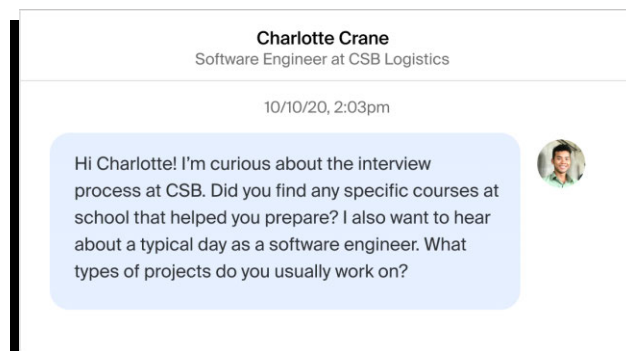 Charlotte Crane
Software Engineer at CSB Logistics
10/10/20, 2:03pm
Hi Charlotte! I’m curious about the interview
process at CSB. Did you find any specific courses at
school that helped you prepare? I also want to hear
about a typical day as a software engineer. What
types of projects do you usually work on?